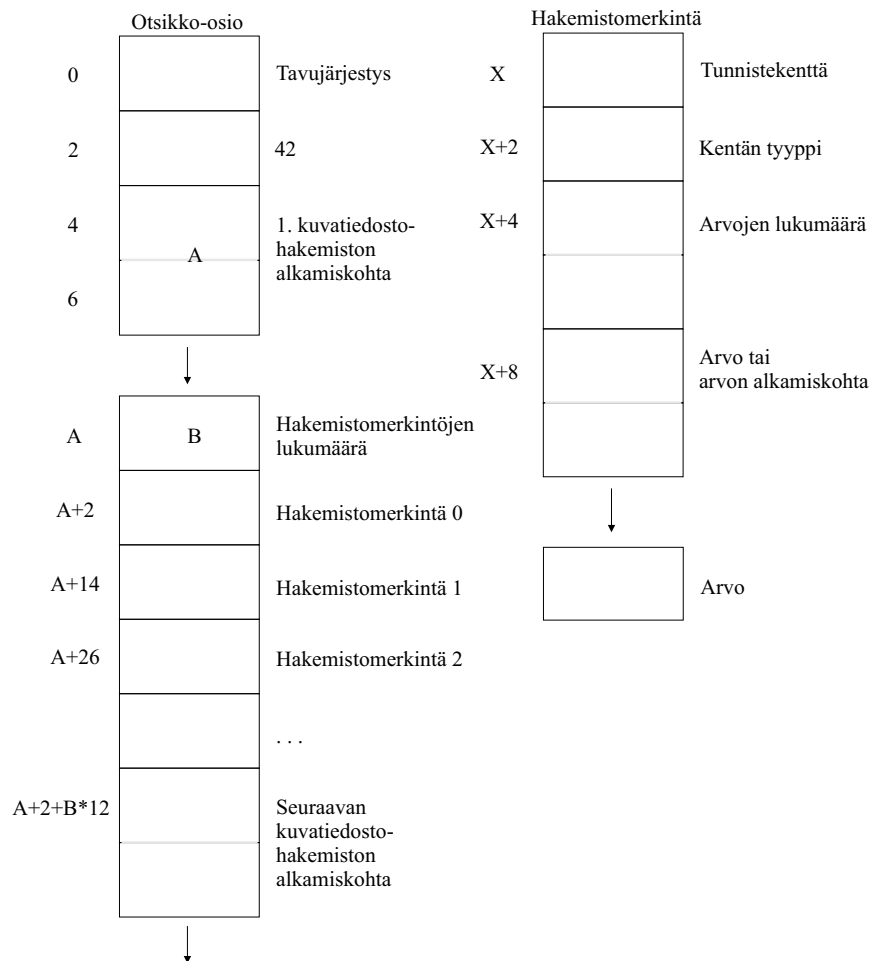 Otsikko-osio
0
Tavujärjestys
2
42
4
1. kuvatiedosto-
hakemiston
alkamiskohta
A
6
A
B
Hakemistomerkintöjen
lukumäärä
A+2
Hakemistomerkintä 0
A+14
Hakemistomerkintä 1
A+26
Hakemistomerkintä 2
. . .
A+2+B*12
Seuraavan
kuvatiedosto-
hakemiston
alkamiskohta
Hakemistomerkintä
X
Tunnistekenttä
X+2
Kentän tyyppi
X+4
Arvojen lukumäärä
X+8
Arvo tai
arvon alkamiskohta
Arvo